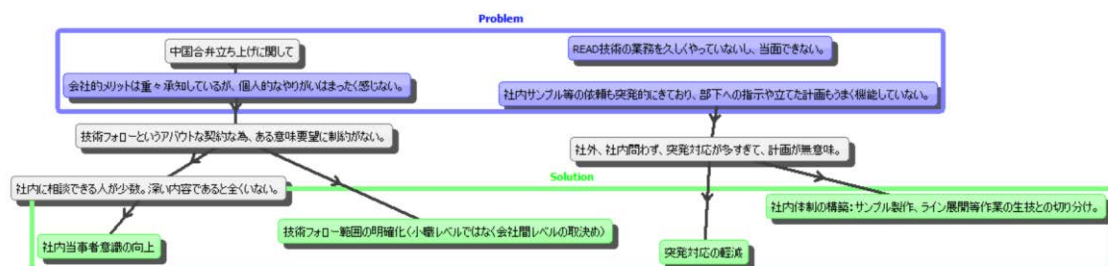 Problem
中国合弁立ち上げに関して
READ技術の業務を久しくやっていないし、当面できない。
会社的メリットは重々承知しているが、個人的なやりがいはまったく感じない。
社内サンプル等の依頼も突発的にきており、部下への指示や立てた計画もうまく機能していない。
技術フォローというアバウトな契約な為、ある意味要望に制約がない。
社外、社内問わず、突発対応が多すぎて、計画が無意味。
Solution
社内に相談できる人が少数。深い内容であると全くいない。
社内体制の構築：サンプル製作、ライン展開等作業の生技との切り分け。
技術フォロー範囲の明確化（小職レベルではなく会社間レベルの取決め）
社内当事者意識の向上
突発対応の軽減